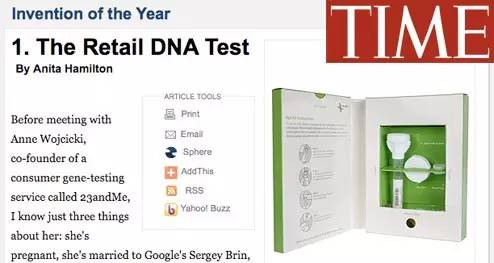 Invention of the Year
TIME
1. The Retail DNA Test
By Anita Hamilton
ARTICLE TOOLS
Print
Email
Sphere
AddThis
RSS
Yahoo! Buzz
Before meeting with
Anne Wojcicki,
co-founder of a
consumer gene-testing
service called 23andMe,
I know just three things
about her: she's
pregnant, she's married to Google's Sergey Brin,